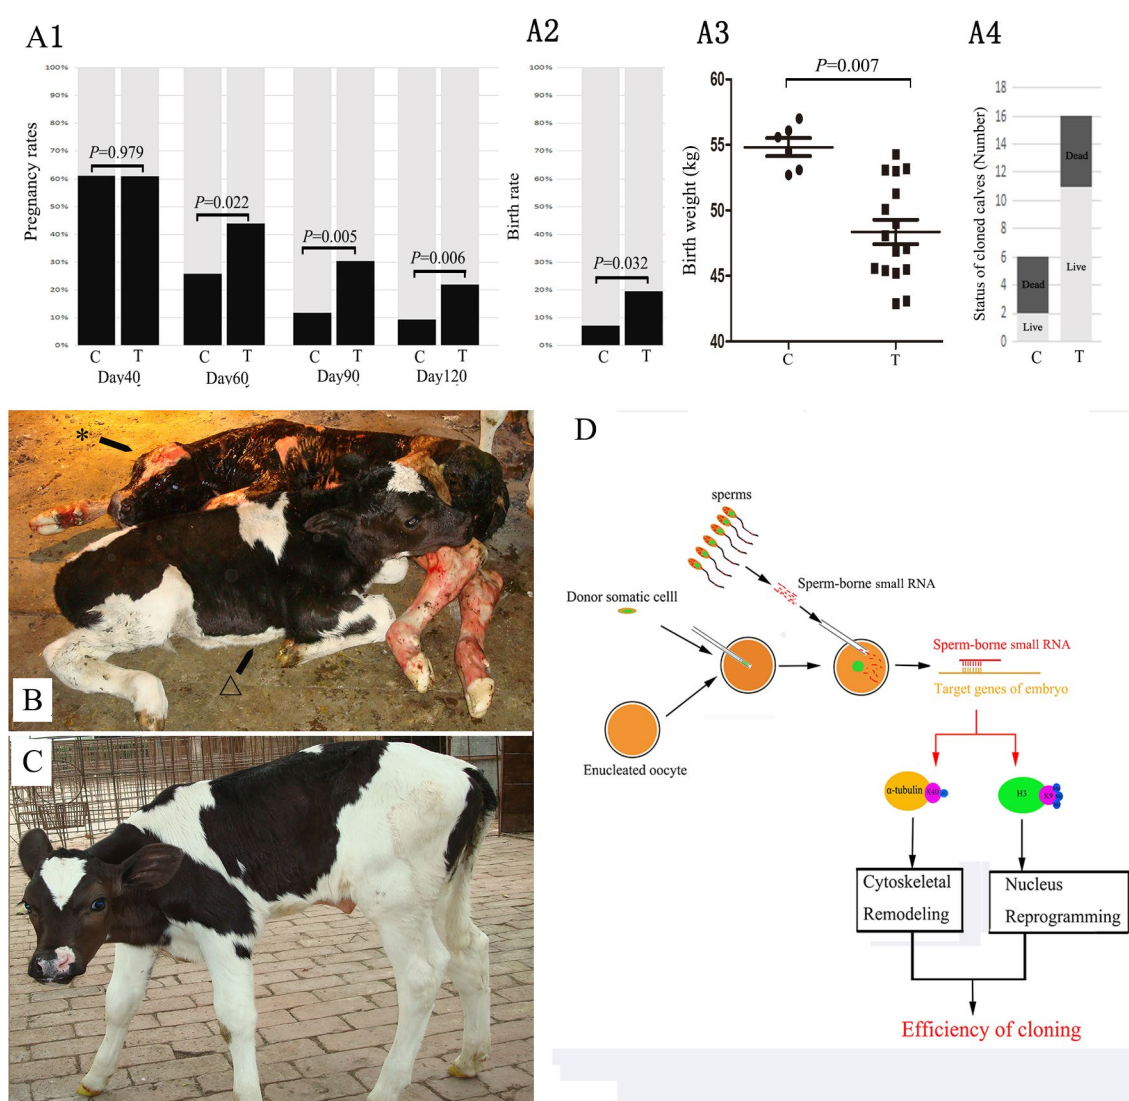 A1
Pregnancy rates
100%
90%
80%
70%
60%
50%
40%
30%
20%
10%
0%
P=0.979
P=0.022
P=0.005
P=0.006
C T C T C T C T
Day40 Day60 Day90 Day120
A2
Birth rate
100%
90%
80%
70%
60%
50%
40%
30%
20%
10%
0%
P=0.032
C T
A3
Birth weight (kg)
60
55
50
45
40
P=0.007
C T
A4
Status of cloned calves (Number)
18
16
14
12
10
8
6
4
2
0
Dead
Live
Dead
Live
C T
*
△
B
C
D
sperms
Sperm-borne small RNA
Donor somatic celll
Enucleated oocyte
Sperm-borne small RNA
Target genes of embryo
α-tubulin
K40
H3
K9
Cytoskeletal
Remodeling
Nucleus
Reprogramming
Efficiency of cloning